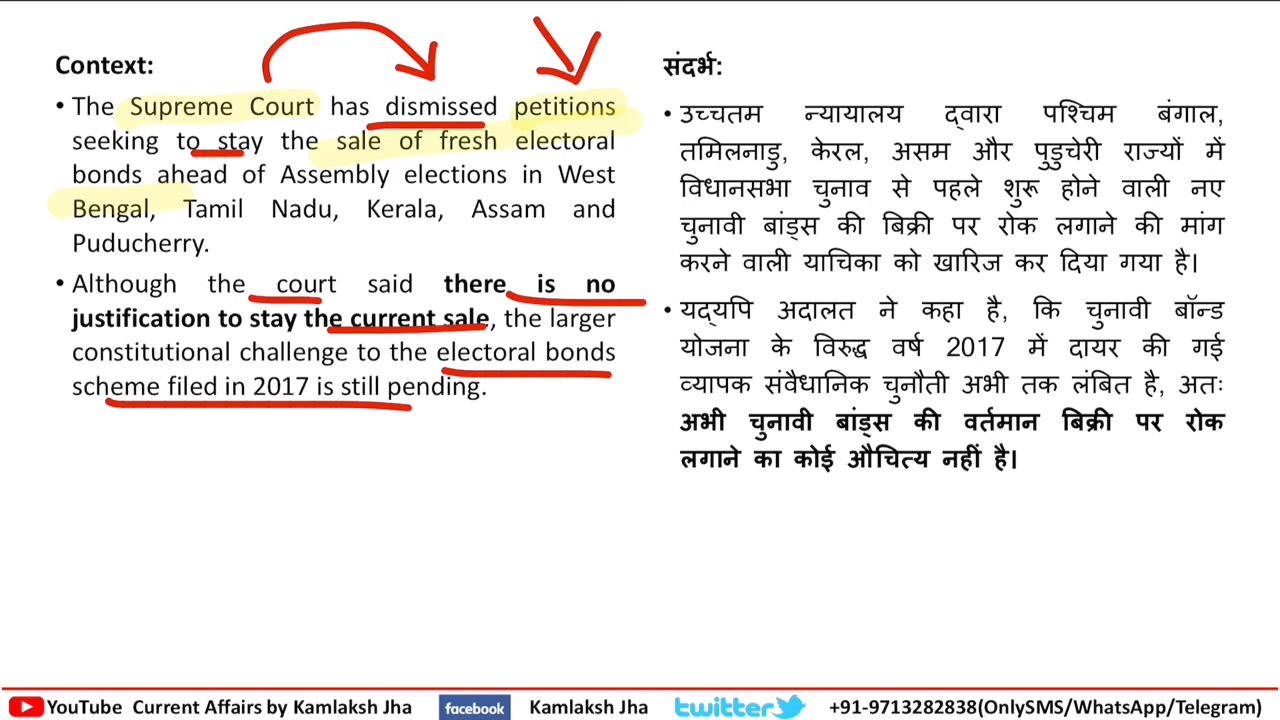 Context:
• The Supreme Court has dismissed petitions
seeking to stay the sale of fresh electoral
bonds ahead of Assembly elections in West
Bengal, Tamil Nadu, Kerala, Assam and
Puducherry.
• Although the court said there is no
justification to stay the current sale, the larger
constitutional challenge to the electoral bonds
scheme filed in 2017 is still pending.
संदर्भ:
• उच्चतम न्यायालय द्वारा पश्चिम बंगाल,
तमिलनाडु, केरल, असम और पुडुचेरी राज्यों में
विधानसभा चुनाव से पहले शुरू होने वाली नए
चुनावी बांड्स की बिक्री पर रोक लगाने की मांग
करने वाली याचिका को खारिज कर दिया गया है।
• यद्यपि अदालत ने कहा है, कि चुनावी बॉन्ड
योजना के विरुद्ध वर्ष 2017 में दायर की गई
व्यापक संवैधानिक चुनौती अभी तक लंबित है, अतः
अभी चुनावी बांड्स की वर्तमान बिक्री पर रोक
लगाने का कोई औचित्य नहीं है।
YouTube Current Affairs by Kamlaksh Jha facebook Kamlaksh Jha twitter +91-9713282838(OnlySMS/WhatsApp/Telegram)